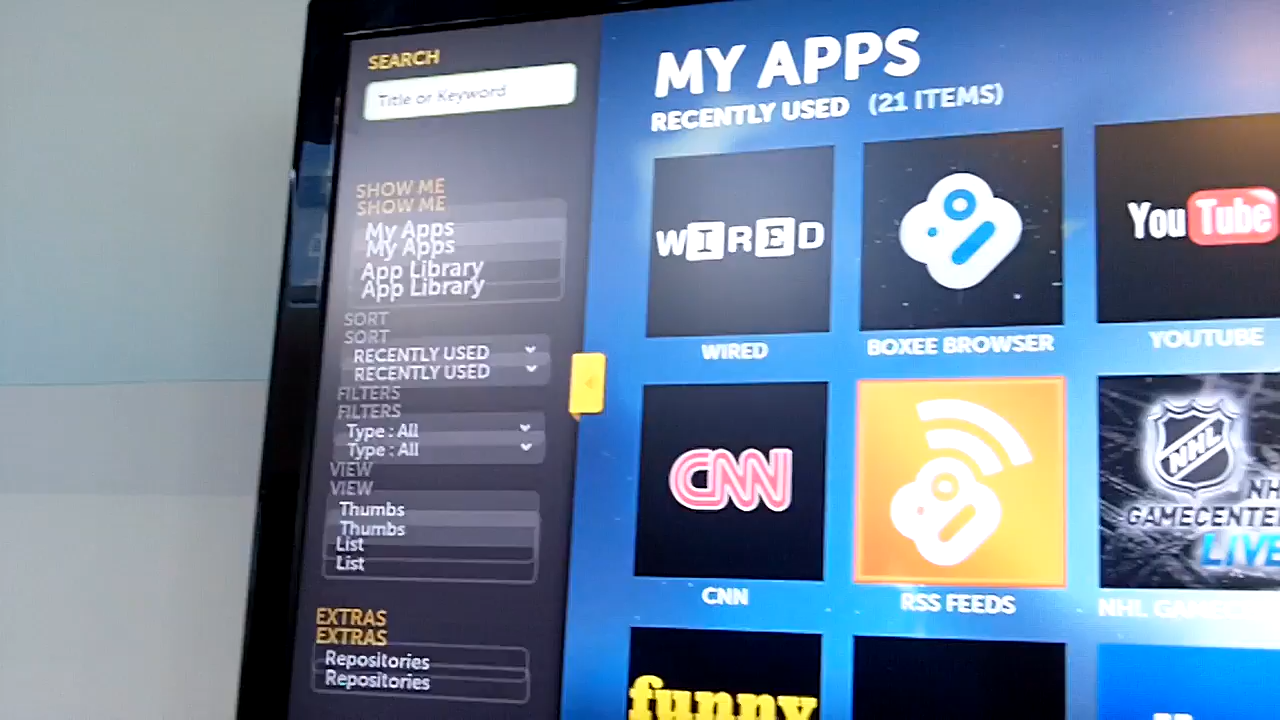 SEARCH
Title or Keyword
SHOW ME
SHOW ME
My Apps
My Apps
App Library
App Library
SORT
SORT
RECENTLY USED
RECENTLY USED
FILTERS
FILTERS
Type : All
Type : All
VIEW
VIEW
Thumbs
Thumbs
List
List
EXTRAS
EXTRAS
Repositories
Repositories
MY APPS
RECENTLY USED (21 ITEMS)
WIRED
YouTube
WIRED
BOXEE BROWSER
YOUTUBE
CNN
NHL
GAMECENTER
LIVE
CNN
RSS FEEDS
NHL
funny